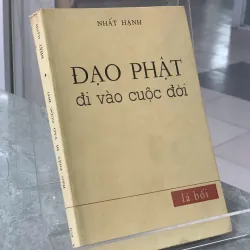 NHẤT HẠNH
ĐẠO PHẬT
đi vào cuộc đời
lá bối